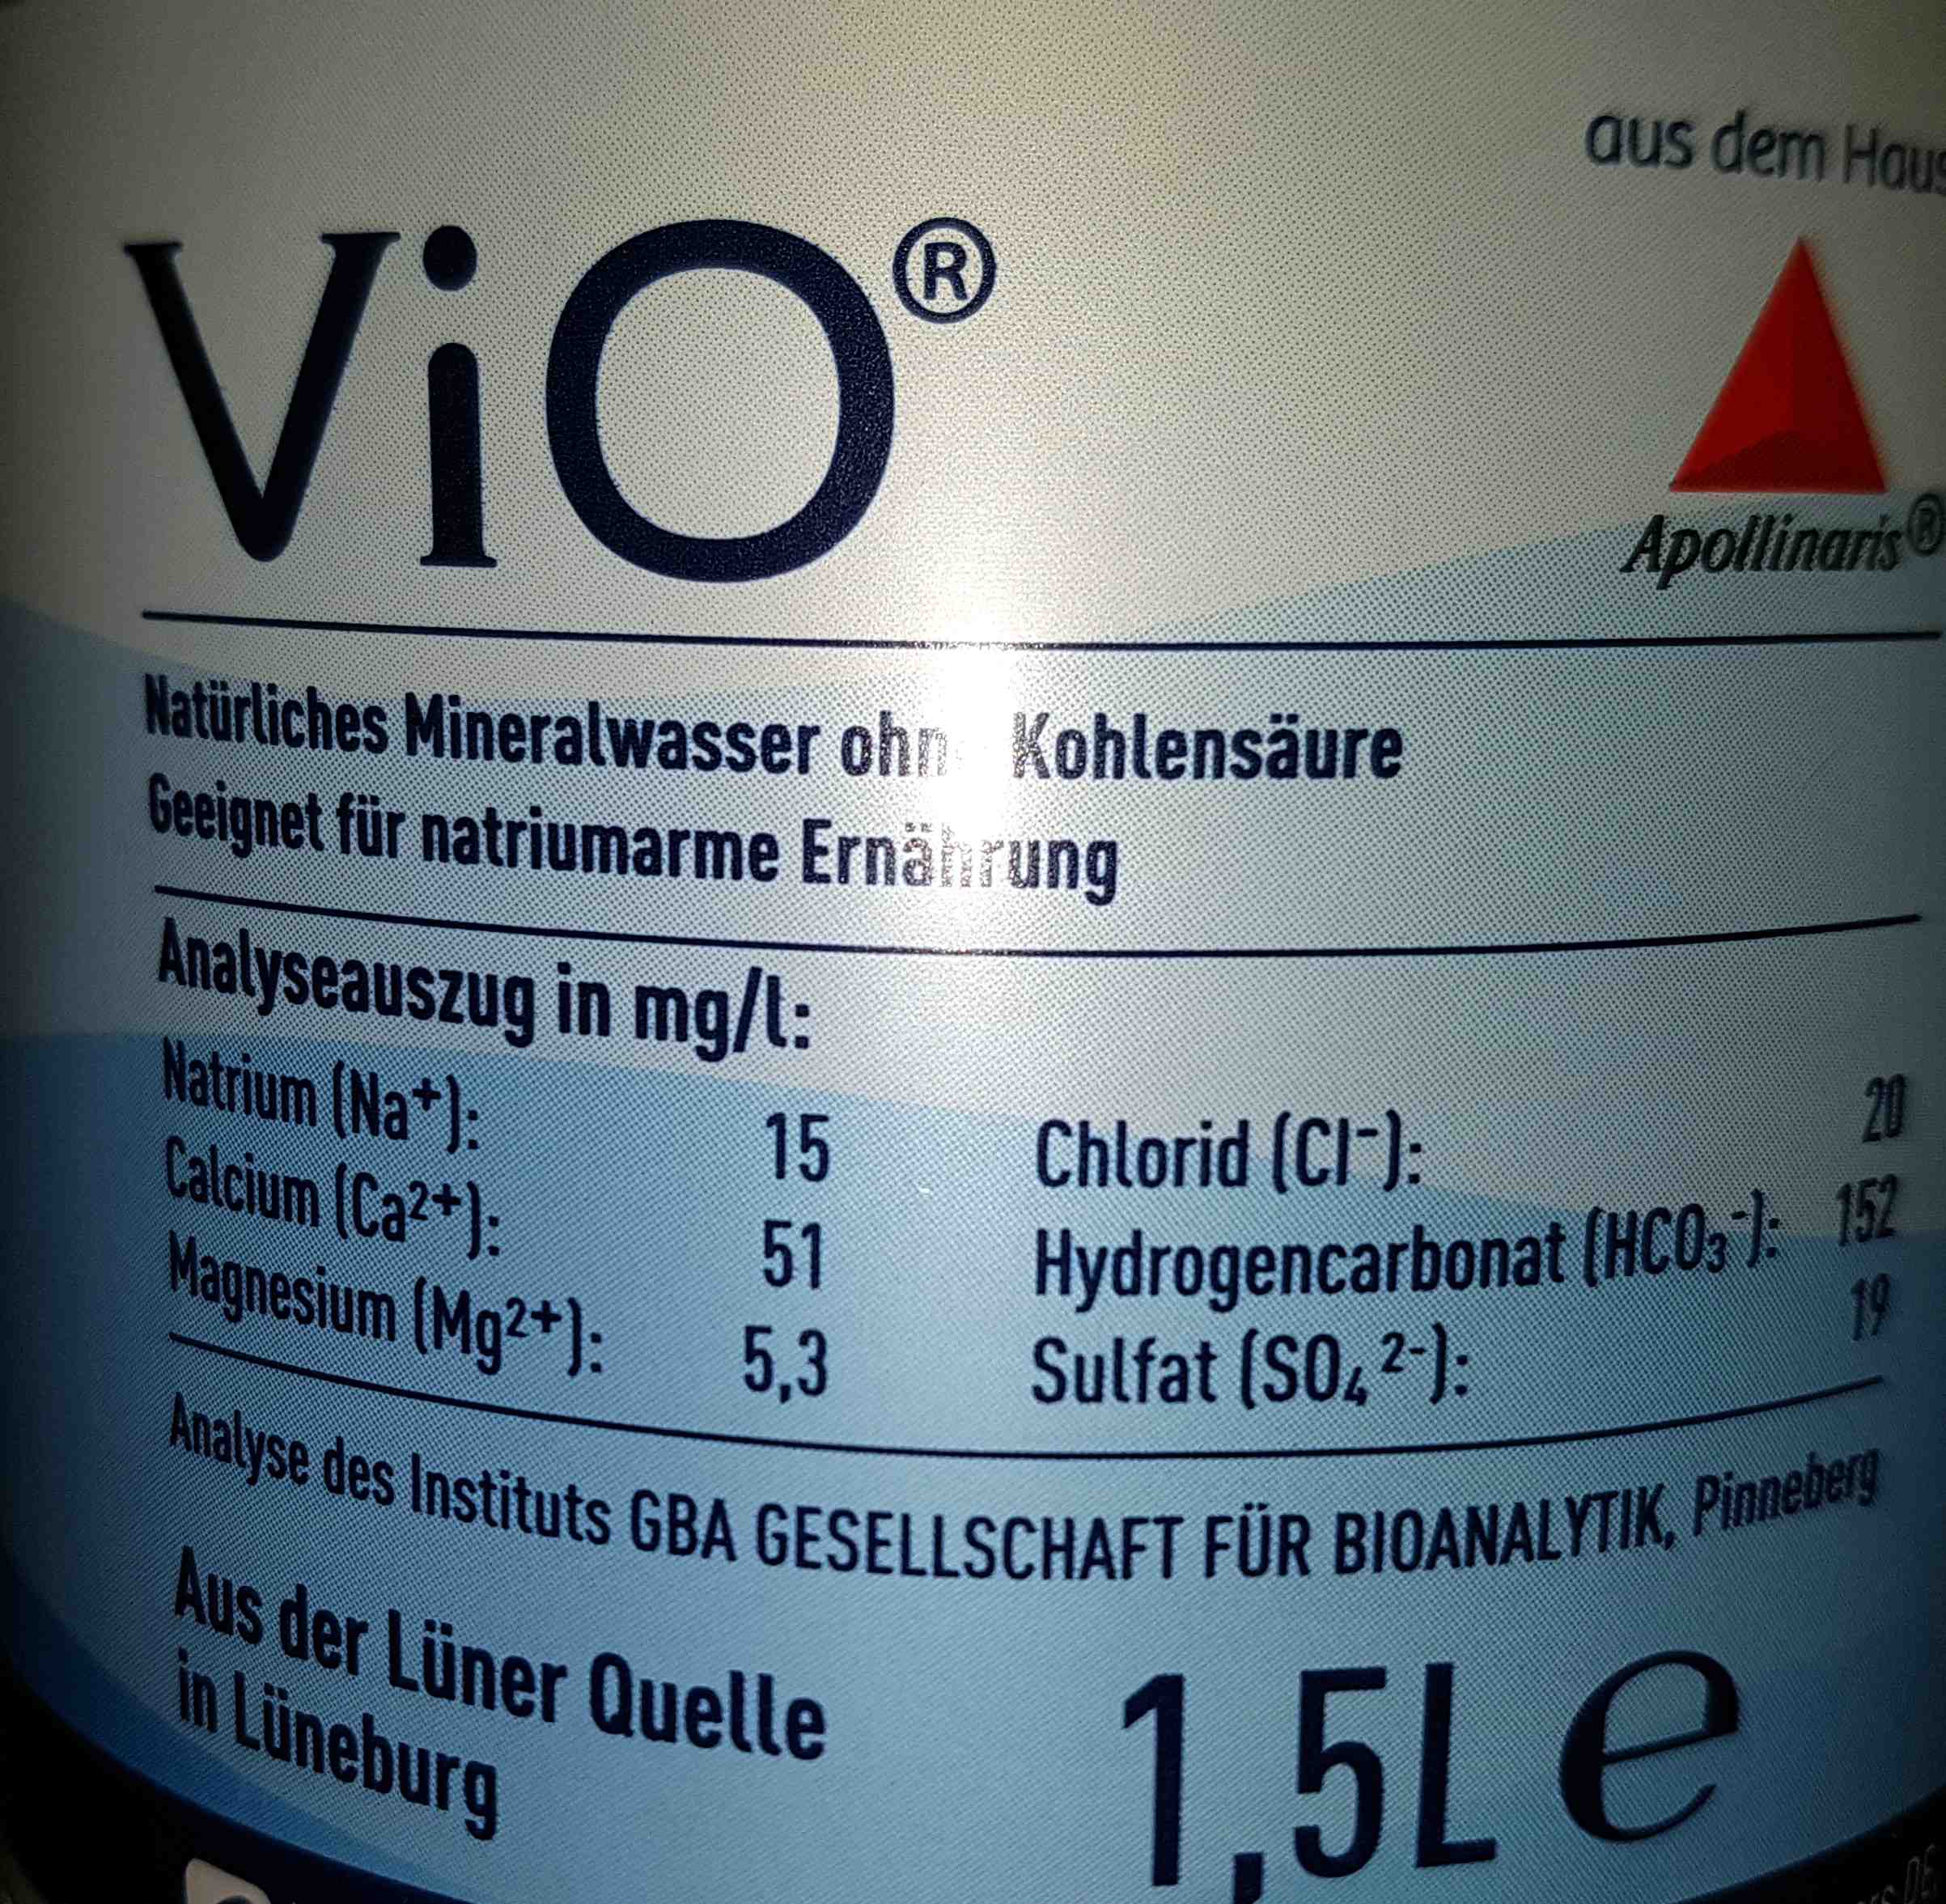 aus dem Haus
ViO®
Apollinaris®
Natürliches Mineralwasser ohne Kohlensäure
Geeignet für natriumarme Ernährung
Analyseauszug in mg/l:
Natrium (Na⁺): 15 Chlorid (Cl⁻): 20
Calcium (Ca²⁺): 51 Hydrogencarbonat (HCO₃⁻): 152
Magnesium (Mg²⁺): 5,3 Sulfat (SO₄²⁻): 19
Analyse des Instituts GBA GESELLSCHAFT FÜR BIOANALYTIK, Pinneberg
Aus der Lüner Quelle
in Lüneburg
1,5L e